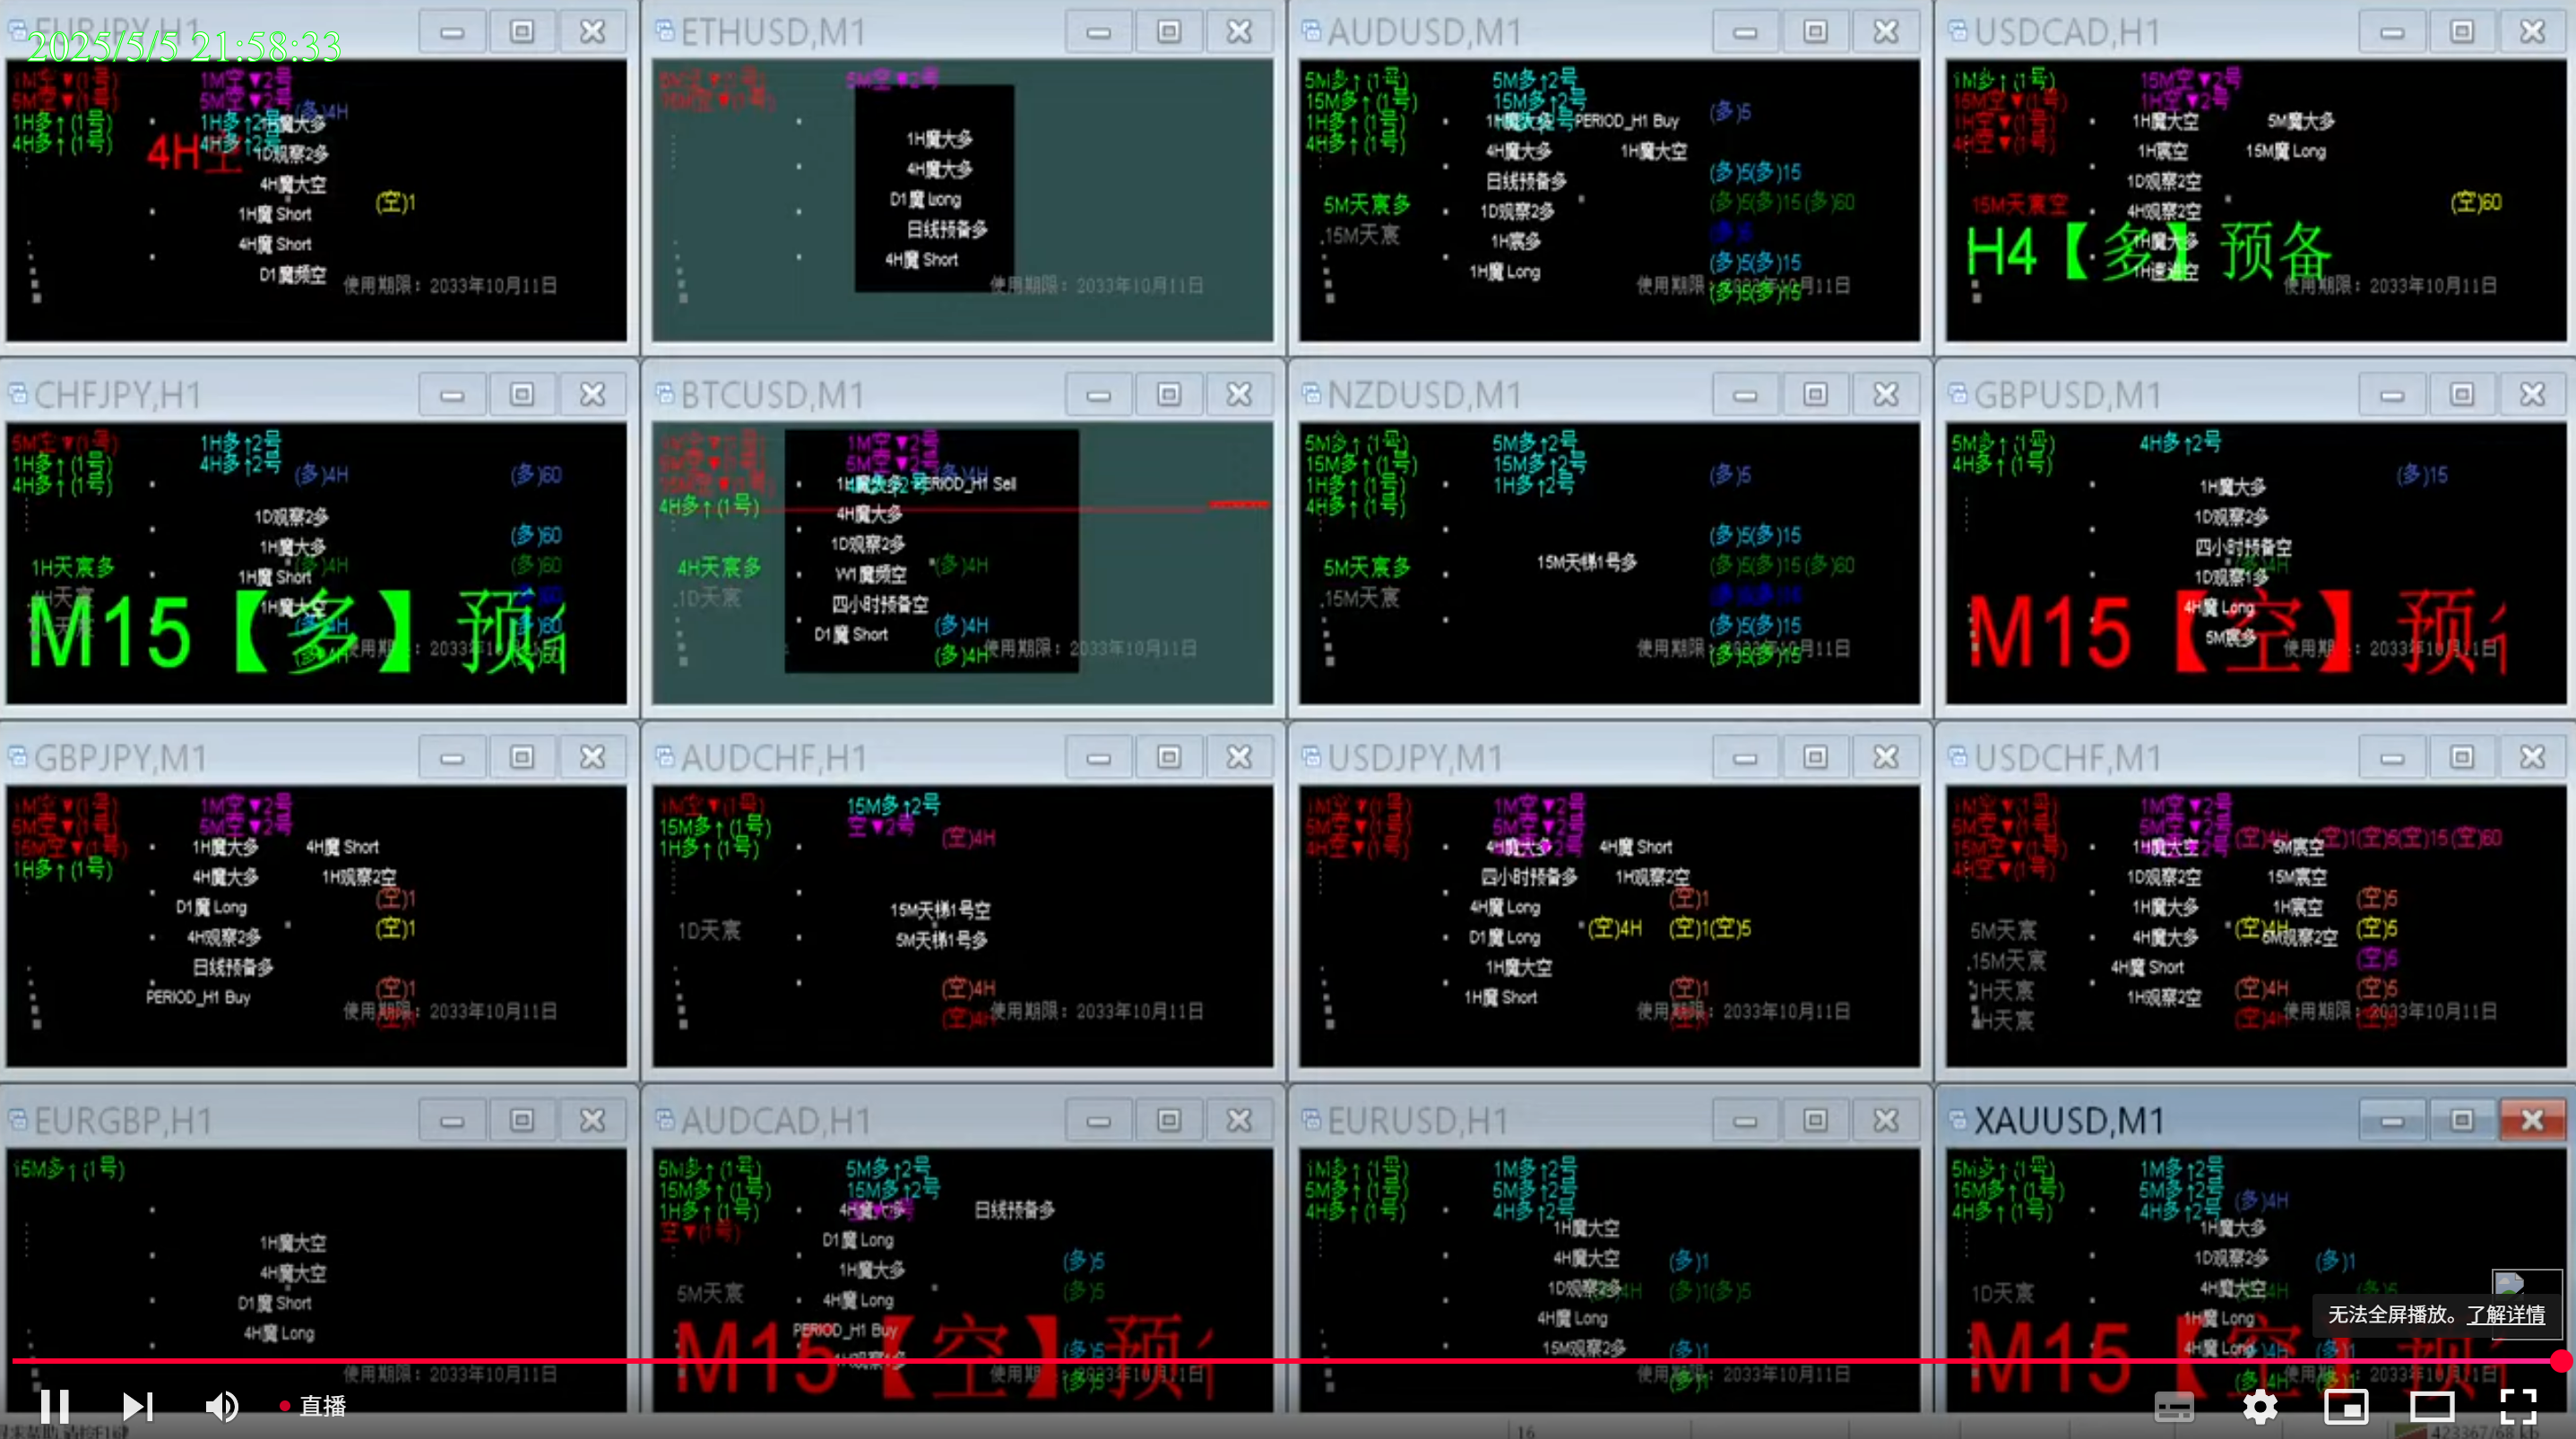 EURJPY,H1
2025/5/5 21:58:33
1M空▼(1号) 1M空▼2号
5M空▼(1号) 5M空▼2号 (多)4H
1H多↑(1号) 1H多↑2号 1H魔大多
4H多↑(1号) 4H多↑2号
4H空 1D观察2多
4H魔大空
(空)1
1H魔 Short
4H魔 Short
D1魔频空
使用期限：2033年10月11日
ETHUSD,M1
5M空▼2号
1H魔大多
4H魔大多
D1魔 Long
日线预备多
4H魔 Short
使用期限：2033年10月11日
AUDUSD,M1
5M多↑(1号) 5M多↑2号
15M多↑(1号) 15M多↑2号 (多)5
1H多↑(1号) 1H魔大多 PERIOD_H1 Buy
4H多↑(1号) 4H魔大多 1H魔大空
日线预备多 (多)5(多)15
5M天宸多 1D观察2多 (多)5(多)15(多)60
15M天宸 1H宸多
1H魔 Long (多)5(多)15
使用期限：2033年10月11日
(多)5(多)15
USDCAD,H1
1M多↑(1号) 15M空▼2号
15M空▼(1号) 1H空▼2号
1H空▼(1号) 1H魔大空 5M魔大多
4H空▼(1号) 1H宸空 15M魔 Long
1D观察2空
15M天宸空 4H观察2空 (空)60
H4【多】预备
1H魔大多
1H速进空
使用期限：2033年10月11日
CHFJPY,H1
5M空▼(1号) 1H多↑2号
1H多↑(1号) 4H多↑2号 (多)4H (多)60
4H多↑(1号)
1D观察2多
1H魔大多 (多)60
1H天宸多 (多)4H (多)60
4H天宸 1H魔 Short
1H魔大空
M15【多】预
(多)4H (多)60
使用期限：2033年10月11日
(多)4H (多)60
BTCUSD,M1
1M空▼2号
5M空▼2号 (多)4H
1H魔大多 PERIOD_H1 Sell
4H多↑(1号) 4H魔大多
1D观察2多
4H天宸多 W1魔频空 (多)4H
1D天宸 四小时预备空
D1魔 Short (多)4H
(多)4H 使用期限：2033年10月11日
NZDUSD,M1
5M多↑(1号) 5M多↑2号
15M多↑(1号) 15M多↑2号 (多)5
1H多↑(1号) 1H多↑2号
4H多↑(1号)
(多)5(多)15
5M天宸多 15M天梯1号多 (多)5(多)15(多)60
15M天宸
(多)5(多)15
使用期限：2033年10月11日
(多)5(多)15
GBPUSD,M1
5M多↑(1号) 4H多↑2号
4H多↑(1号) (多)15
1H魔大多
1D观察2多
四小时预备空
1D观察1多
4H魔 Long
M15【空】预
5M宸多
使用期限：2033年10月11日
GBPJPY,M1
1M空▼(1号) 1M空▼2号
5M空▼(1号) 5M空▼2号
15M空▼(1号) 1H魔大多 4H魔 Short
1H多↑(1号) 4H魔大多 1H观察2空
D1魔 Long (空)1
4H观察2多 (空)1
日线预备多
PERIOD_H1 Buy (空)1
使用期限：2033年10月11日
AUDCHF,H1
1M空▼(1号) 15M多↑2号
15M多↑(1号) 空▼2号
1H多↑(1号) (空)4H
15M天梯1号空
1D天宸 5M天梯1号多
(空)4H
(空)4H 使用期限：2033年10月11日
USDJPY,M1
1M空▼(1号) 1M空▼2号
5M空▼(1号) 5M空▼2号
4H空▼(1号) 4H魔大多 4H魔 Short
四小时预备多 1H观察2空
4H魔 Long (空)1
D1魔 Long (空)4H (空)1(空)5
1H魔大空
1H魔 Short (空)1
使用期限：2033年10月11日
USDCHF,M1
1M空▼(1号) 1M空▼2号
5M空▼(1号) 5M空▼2号 (空)4H (空)1(空)5(空)15(空)60
15M空▼(1号) 1H魔大空 5M宸空
4H空▼(1号) 1D观察2空 15M宸空
1H魔大多 1H宸空 (空)5
5M天宸 4H魔大多 (空)4H 5M观察2空 (空)5
15M天宸 4H魔 Short (空)5
1H天宸 1H观察2空 (空)4H (空)5
4H天宸 (空)4H 使用期限：2033年10月11日
EURGBP,H1
15M多↑(1号)
1H魔大空
4H魔大空
D1魔 Short
4H魔 Long
使用期限：2033年10月11日
AUDCAD,H1
5M多↑(1号) 5M多↑2号
15M多↑(1号) 15M多↑2号
1H多↑(1号) 4H魔大多 日线预备多
空▼(1号) D1魔 Long
1H魔大多 (多)5
5M天宸 4H魔 Long (多)5
PERIOD_H1 Buy
M15【空】预
1H观察1多 (多)5
(多)5 使用期限：2033年10月11日
EURUSD,H1
1M多↑(1号) 1M多↑2号
5M多↑(1号) 5M多↑2号
4H多↑(1号) 4H多↑2号
1H魔大空
4H魔大空 (多)1
1D观察2多 (多)1(多)5
4H魔 Long
15M观察2多 (多)1
使用期限：2033年10月11日
XAUUSD,M1
5M多↑(1号) 1M多↑2号
15M多↑(1号) 5M多↑2号 (多)4H
4H多↑(1号) 4H多↑2号
1H魔大多
1D观察2多 (多)1
1D天宸 4H魔大空 (多)5
1H魔 Long
4H魔 Long
M15【空】预
(多)4H 使用期限：2033年10月11日
无法全屏播放。了解详情
直播
16
423367/68 kb